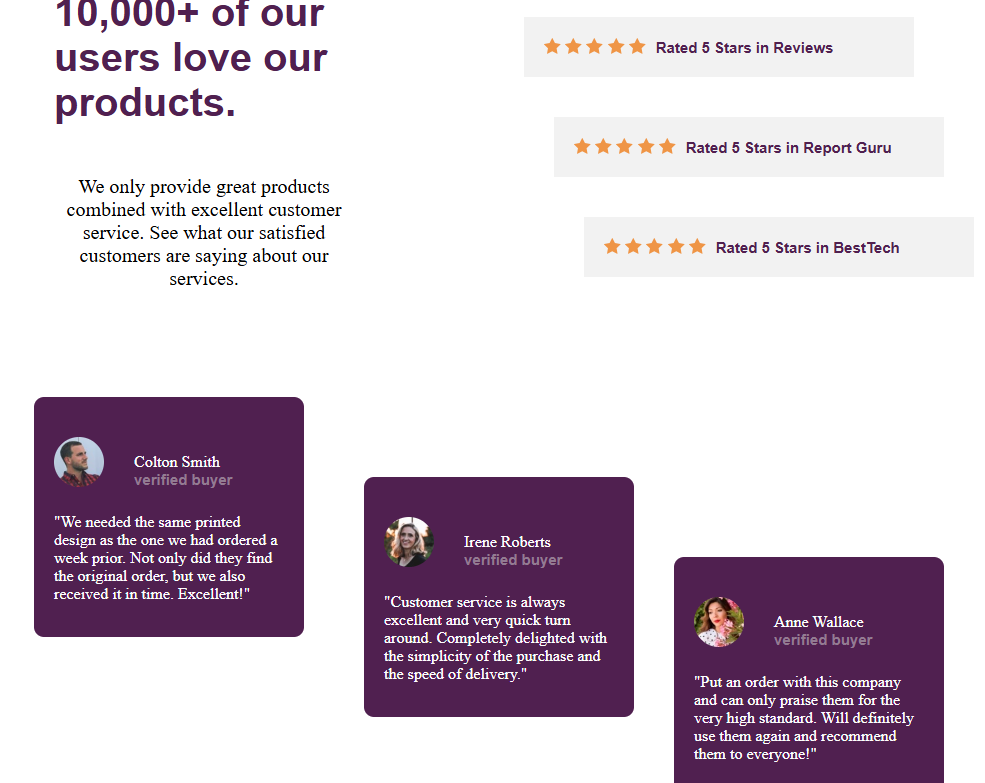 10,000+ of our
users love our
products.
We only provide great products
combined with excellent customer
service. See what our satisfied
customers are saying about our
services.
Rated 5 Stars in Reviews
Rated 5 Stars in Report Guru
Rated 5 Stars in BestTech
Colton Smith
verified buyer
"We needed the same printed
design as the one we had ordered a
week prior. Not only did they find
the original order, but we also
received it in time. Excellent!"
Irene Roberts
verified buyer
"Customer service is always
excellent and very quick turn
around. Completely delighted with
the simplicity of the purchase and
the speed of delivery."
Anne Wallace
verified buyer
"Put an order with this company
and can only praise them for the
very high standard. Will definitely
use them again and recommend
them to everyone!"